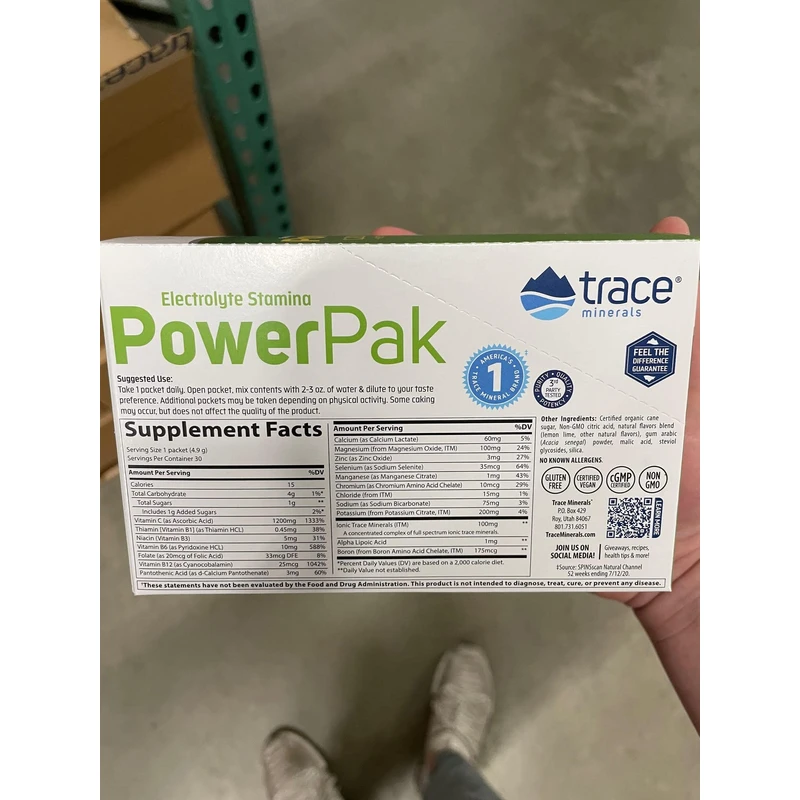 trace
Electrolyte Stamina
PowerPak
trace®
minerals
FEEL THE
DIFFERENCE
GUARANTEE
AMERICA'S
1
TRACE MINERAL BRAND
PURITY • QUALITY
3rd
PARTY
TESTED
POTENCY
Suggested Use:
Take 1 packet daily. Open packet, mix contents with 2-3 oz. of water & dilute to your taste
preference. Additional packets may be taken depending on physical activity. Some caking
may occur, but does not affect the quality of the product.
Supplement Facts
Serving Size 1 packet (4.9 g)
Servings Per Container 30
Amount Per Serving %DV
Calories 15
Total Carbohydrate 4g 1%*
Total Sugars 1g **
Includes 1g Added Sugars 2%*
Vitamin C (as Ascorbic Acid) 1200mg 1333%
Thiamin [Vitamin B1] (as Thiamin HCL) 0.45mg 38%
Niacin (Vitamin B3) 5mg 31%
Vitamin B6 (as Pyridoxine HCL) 10mg 588%
Folate (as 20mcg of Folic Acid) 33mcg DFE 8%
Vitamin B12 (as Cyanocobalamin) 25mcg 1042%
Pantothenic Acid (as d-Calcium Pantothenate) 3mg 60%
Amount Per Serving %DV
Calcium (as Calcium Lactate) 60mg 5%
Magnesium (from Magnesium Oxide, ITM) 100mg 24%
Zinc (as Zinc Oxide) 3mg 27%
Selenium (as Sodium Selenite) 35mcg 64%
Manganese (as Manganese Citrate) 1mg 43%
Chromium (as Chromium Amino Acid Chelate) 10mcg 29%
Chloride (from ITM) 15mg 1%
Sodium (as Sodium Bicarbonate) 75mg 3%
Potassium (from Potassium Citrate, ITM) 200mg 4%
Ionic Trace Minerals (ITM) 100mg **
A concentrated complex of full spectrum ionic trace minerals.
Alpha Lipoic Acid 1mg **
Boron (from Boron Amino Acid Chelate, ITM) 175mcg **
*Percent Daily Values (DV) are based on a 2,000 calorie diet.
**Daily Value not established.
Other Ingredients: Certified organic cane
sugar, Non-GMO citric acid, natural flavors blend
(lemon lime, other natural flavors), gum arabic
(Acacia senegal) powder, malic acid, steviol
glycosides, silica.
NO KNOWN ALLERGENS.
GLUTEN
FREE
CERTIFIED
VEGAN
cGMP
CERTIFIED
NON
GMO
Trace Minerals®
P.O. Box 429
Roy, Utah 84067
801.731.6051
TraceMinerals.com
LEARN MORE
JOIN US ON
SOCIAL MEDIA
Giveaways, recipes,
health tips & more!
‡Source: SPINSscan Natural Channel
52 weeks ending 7/12/20.
†These statements have not been evaluated by the Food and Drug Administration. This product is not intended to diagnose, treat, cure, or prevent any disease.